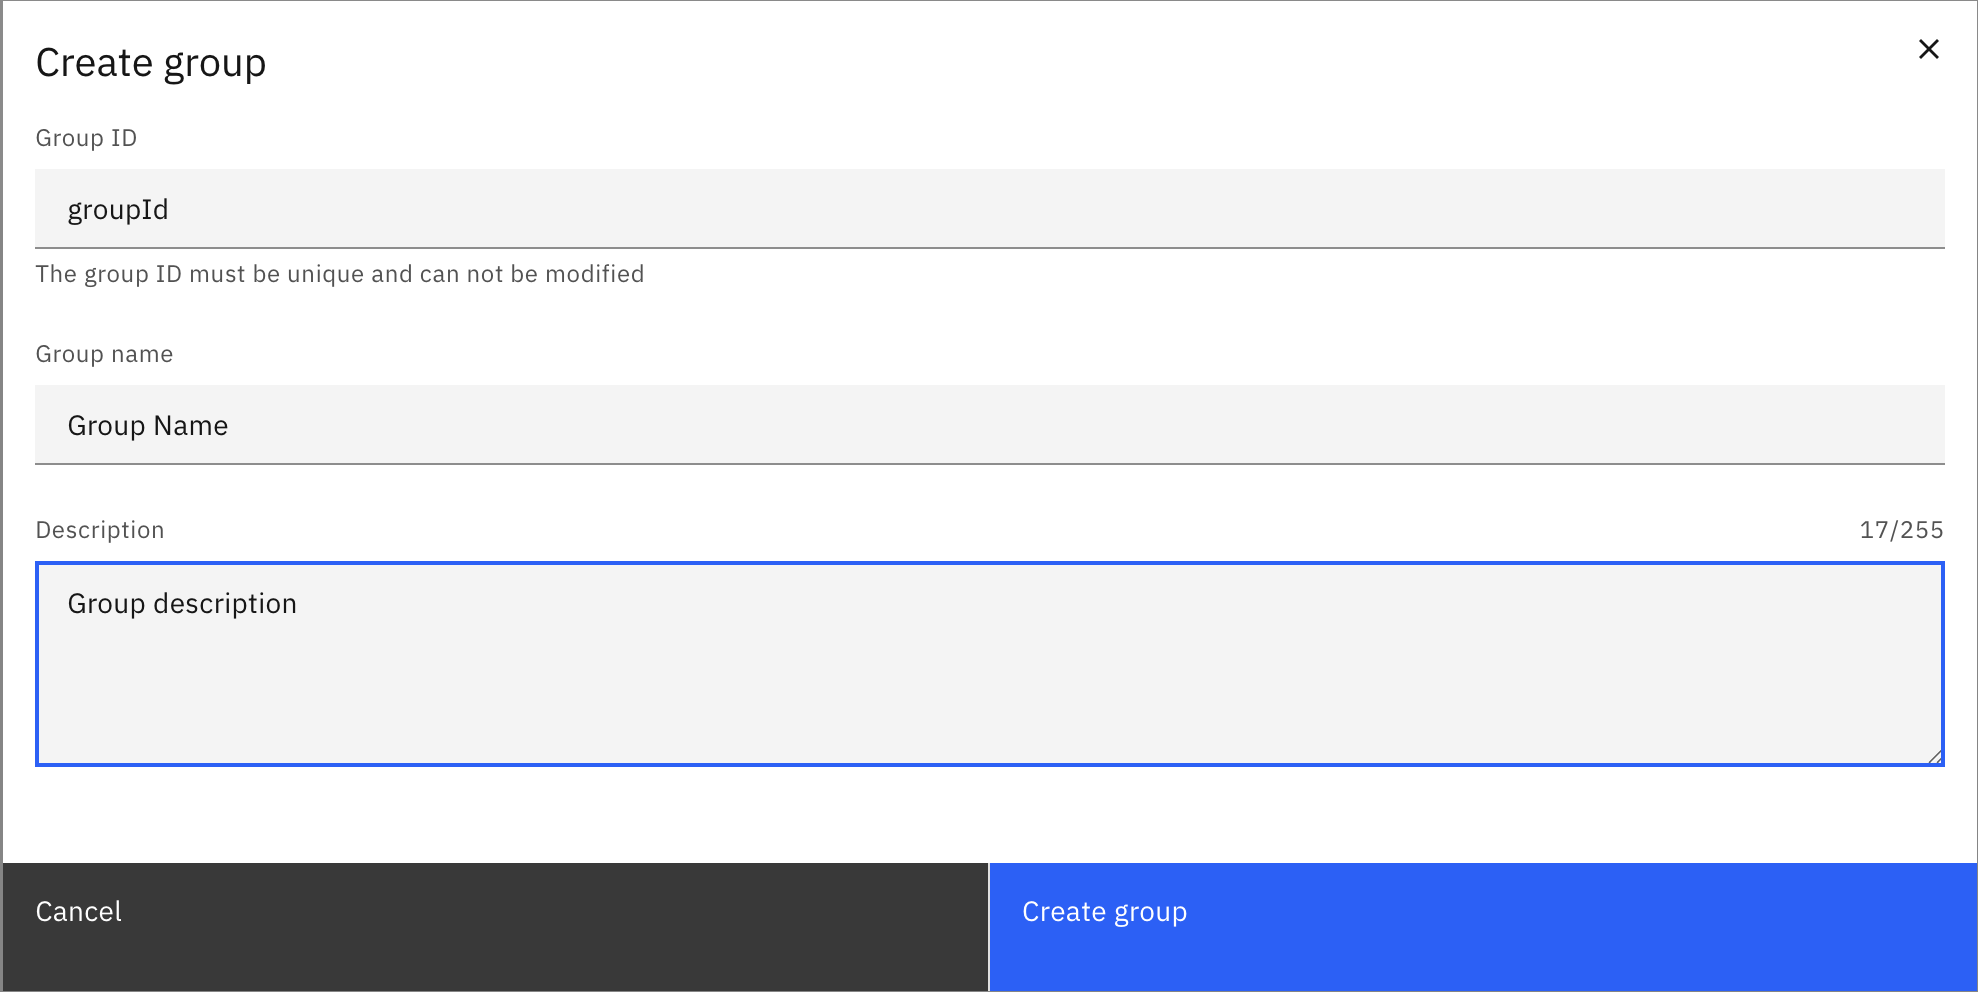 Create group
Group ID
groupId
The group ID must be unique and can not be modified
Group name
Group Name
Description 17/255
Group description
Cancel Create group